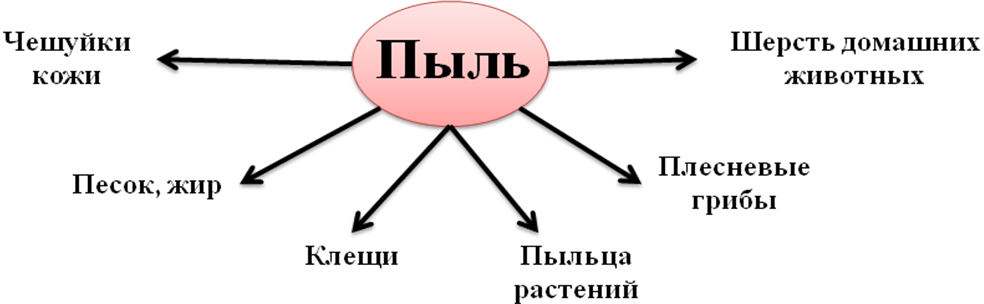 Пыль
Чешуйки
кожи
Шерсть домашних
животных
Песок, жир
Плесневые
грибы
Клещи
Пыльца
растений